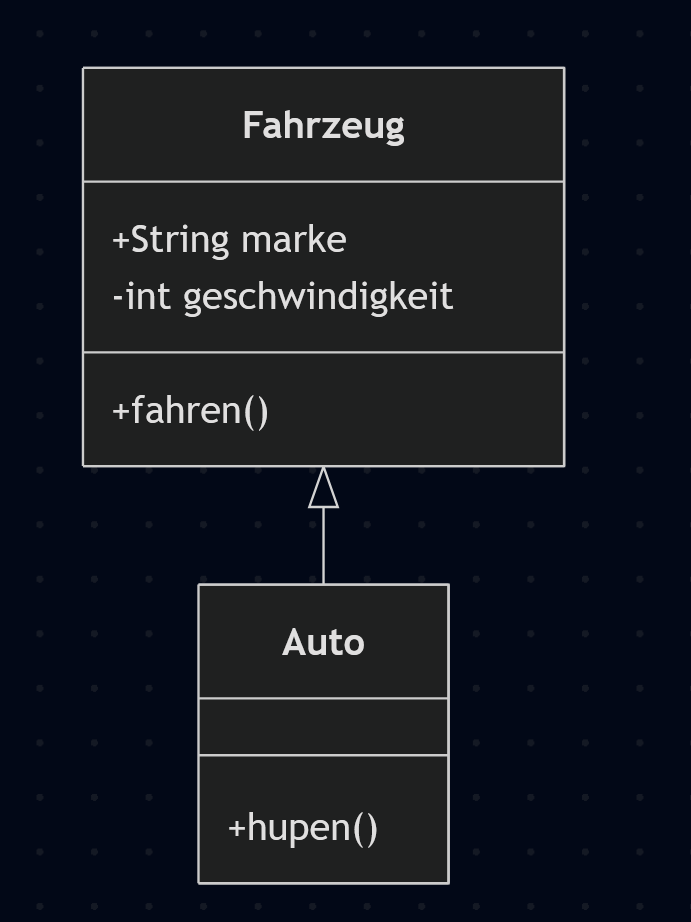 Fahrzeug
+String marke
-int geschwindigkeit
+fahren()
Auto
+hupen()